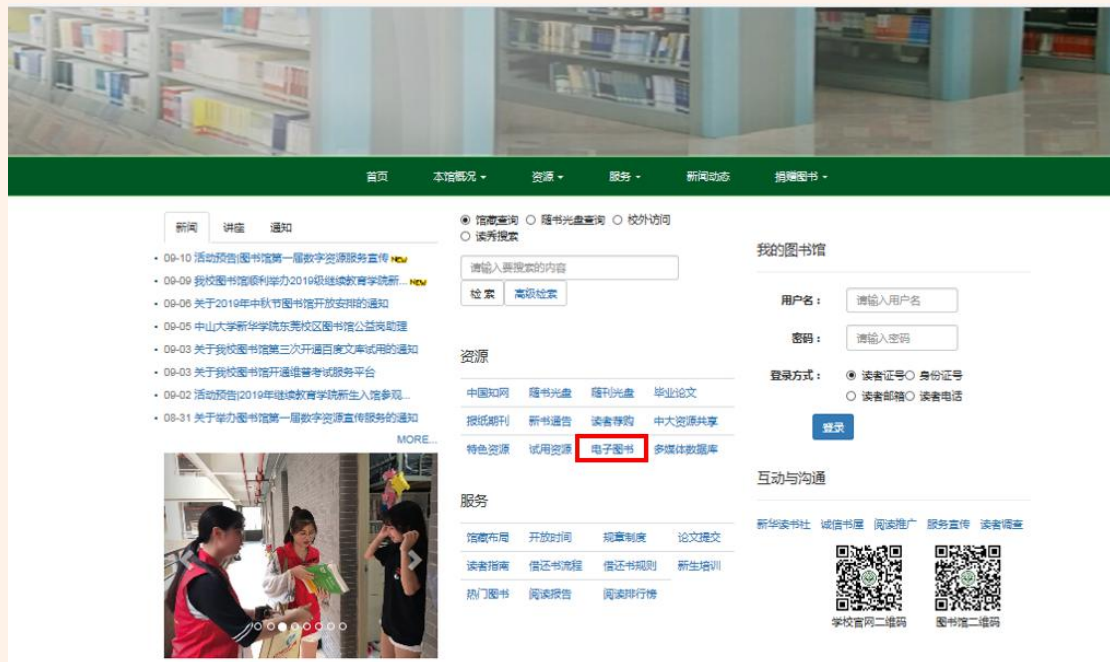 首页 本馆概况 资源 服务 新闻动态 捐赠图书
新闻 讲座 通知
09-10 活动预告|图书馆第一届数字资源服务宣传 NEW
09-09 我校图书馆顺利举办2019级继续教育学院新... NEW
09-06 关于2019年中秋节图书馆开放安排的通知
09-05 中山大学新华学院东莞校区图书馆公益岗助理
09-03 关于我校图书馆第三次开通百度文库试用的通知
09-03 关于我校图书馆开通维普考试服务平台
09-02 活动预告|2019年继续教育学院新生入馆参观...
08-31 关于举办图书馆第一届数字资源宣传服务的通知
MORE...
馆藏查询 随书光盘查询 校外访问
读秀搜索
请输入要搜索的内容
检索 高级检索
资源
中国知网 随书光盘 随刊光盘 毕业论文
报纸期刊 新书通告 读者荐购 中大资源共享
特色资源 试用资源 电子图书 多媒体数据库
服务
馆藏布局 开放时间 规章制度 论文提交
读者指南 借还书流程 借还书规则 新生培训
热门图书 阅读报告 阅读排行榜
我的图书馆
用户名： 请输入用户名
密码： 请输入密码
登录方式： 读者证号 身份证号
读者邮箱 读者电话
登录
互动与沟通
新华读书社 诚信书屋 阅读推广 服务宣传 读者调查
学校官网二维码 图书馆二维码